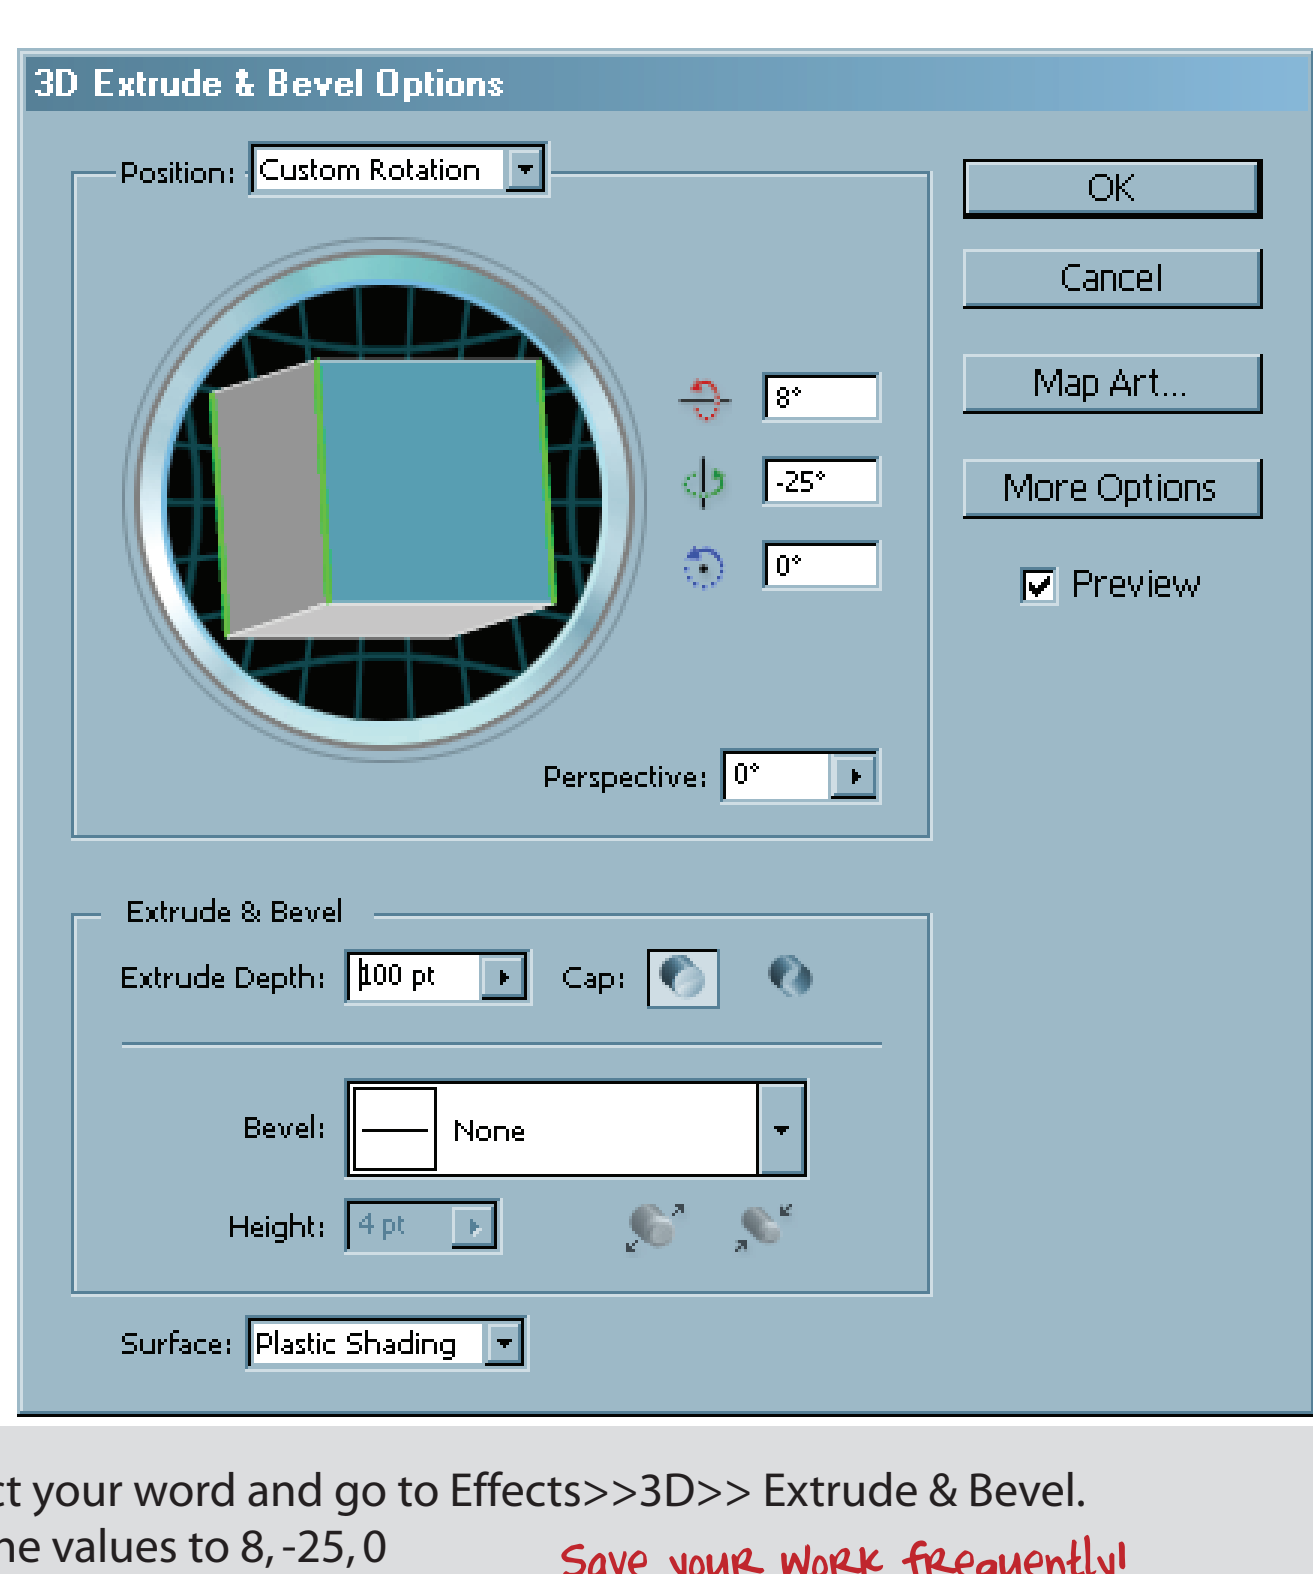 3D Extrude & Bevel Options
Position: Custom Rotation
OK
Cancel
Map Art...
More Options
Preview
8°
-25°
0°
Perspective: 0°
Extrude & Bevel
Extrude Depth: 100 pt Cap:
Bevel: None
Height: 4 pt
Surface: Plastic Shading
ct your word and go to Effects>>3D>> Extrude & Bevel.
ne values to 8, -25, 0
Save your work frequently!